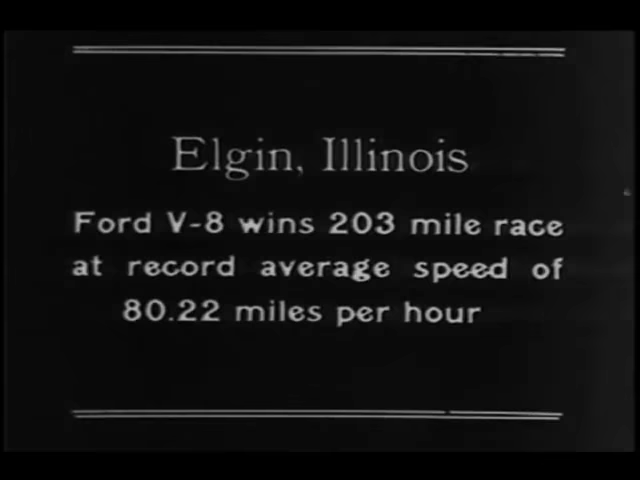 Elgin, Illinois
Ford V-8 wins 203 mile race
at record average speed of
80.22 miles per hour